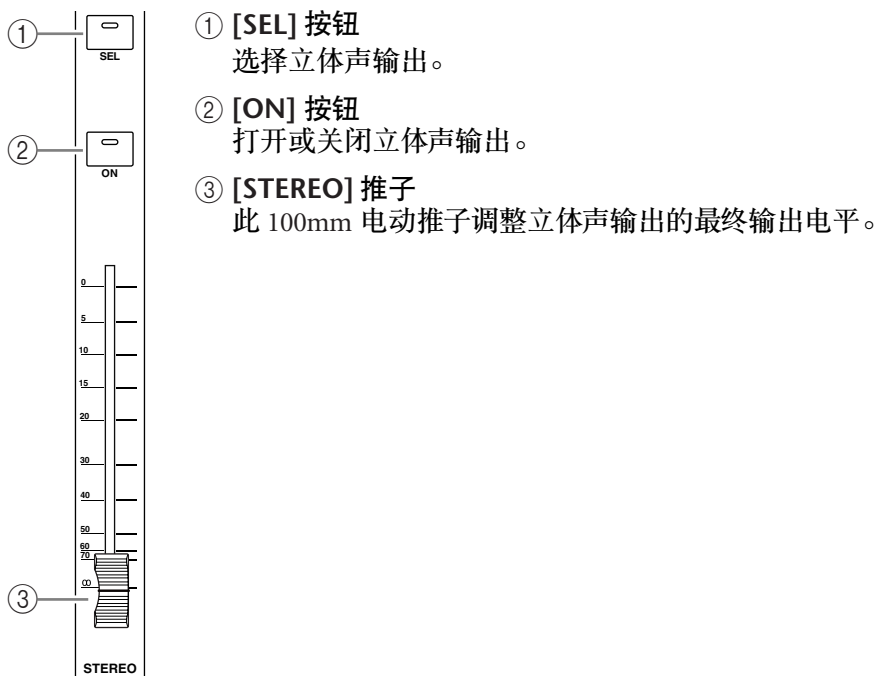 ① [SEL] 按钮
选择立体声输出。
② [ON] 按钮
打开或关闭立体声输出。
③ [STEREO] 推子
此 100mm 电动推子调整立体声输出的最终输出电平。
①
SEL
②
ON
0
5
10
15
20
30
40
50
60
70
∞
③
STEREO